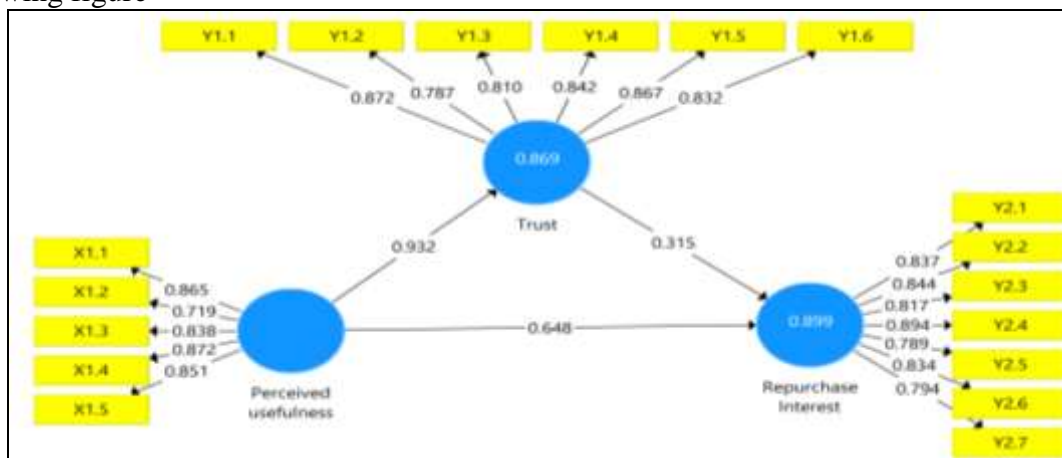 wing figure
Y1.1 Y1.2 Y1.3 Y1.4 Y1.5 Y1.6
0.872 0.787 0.810 0.842 0.867 0.832
0.869
Trust
0.932 0.315
X1.1
X1.2
X1.3
X1.4
X1.5
0.865
0.719
0.838
0.872
0.851
Perceived
usefulness
0.648
0.899
Repurchase
Interest
0.837
0.844
0.817
0.894
0.789
0.834
0.794
Y2.1
Y2.2
Y2.3
Y2.4
Y2.5
Y2.6
Y2.7